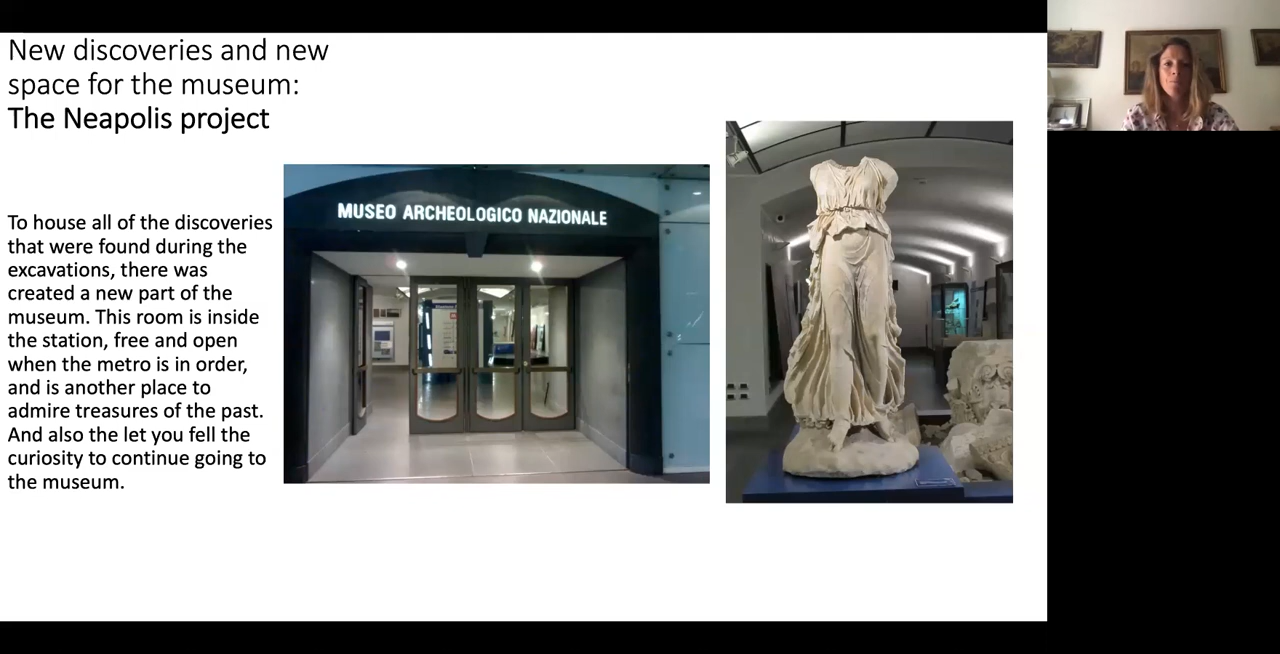 New discoveries and new
space for the museum:
The Neapolis project
To house all of the discoveries
that were found during the
excavations, there was
created a new part of the
museum. This room is inside
the station, free and open
when the metro is in order,
and is another place to
admire treasures of the past.
And also the let you fell the
curiosity to continue going to
the museum.
MUSEO ARCHEOLOGICO NAZIONALE